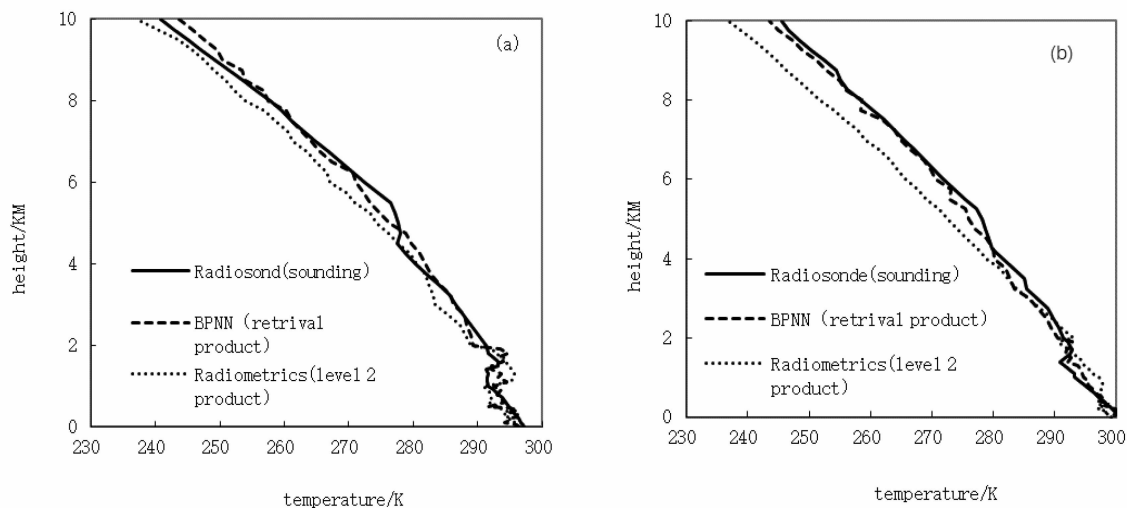 10
8
6
4
2
0
height/KM
(a)
Radiosond(sounding)
BPNN (retrival
product)
Radiometrics(level 2
product)
230 240 250 260 270 280 290 300
temperature/K
10
8
6
4
2
0
height/KM
(b)
Radiosonde(sounding)
BPNN (retrival product)
Radiometrics(level 2
product)
230 240 250 260 270 280 290 300
temperature/K